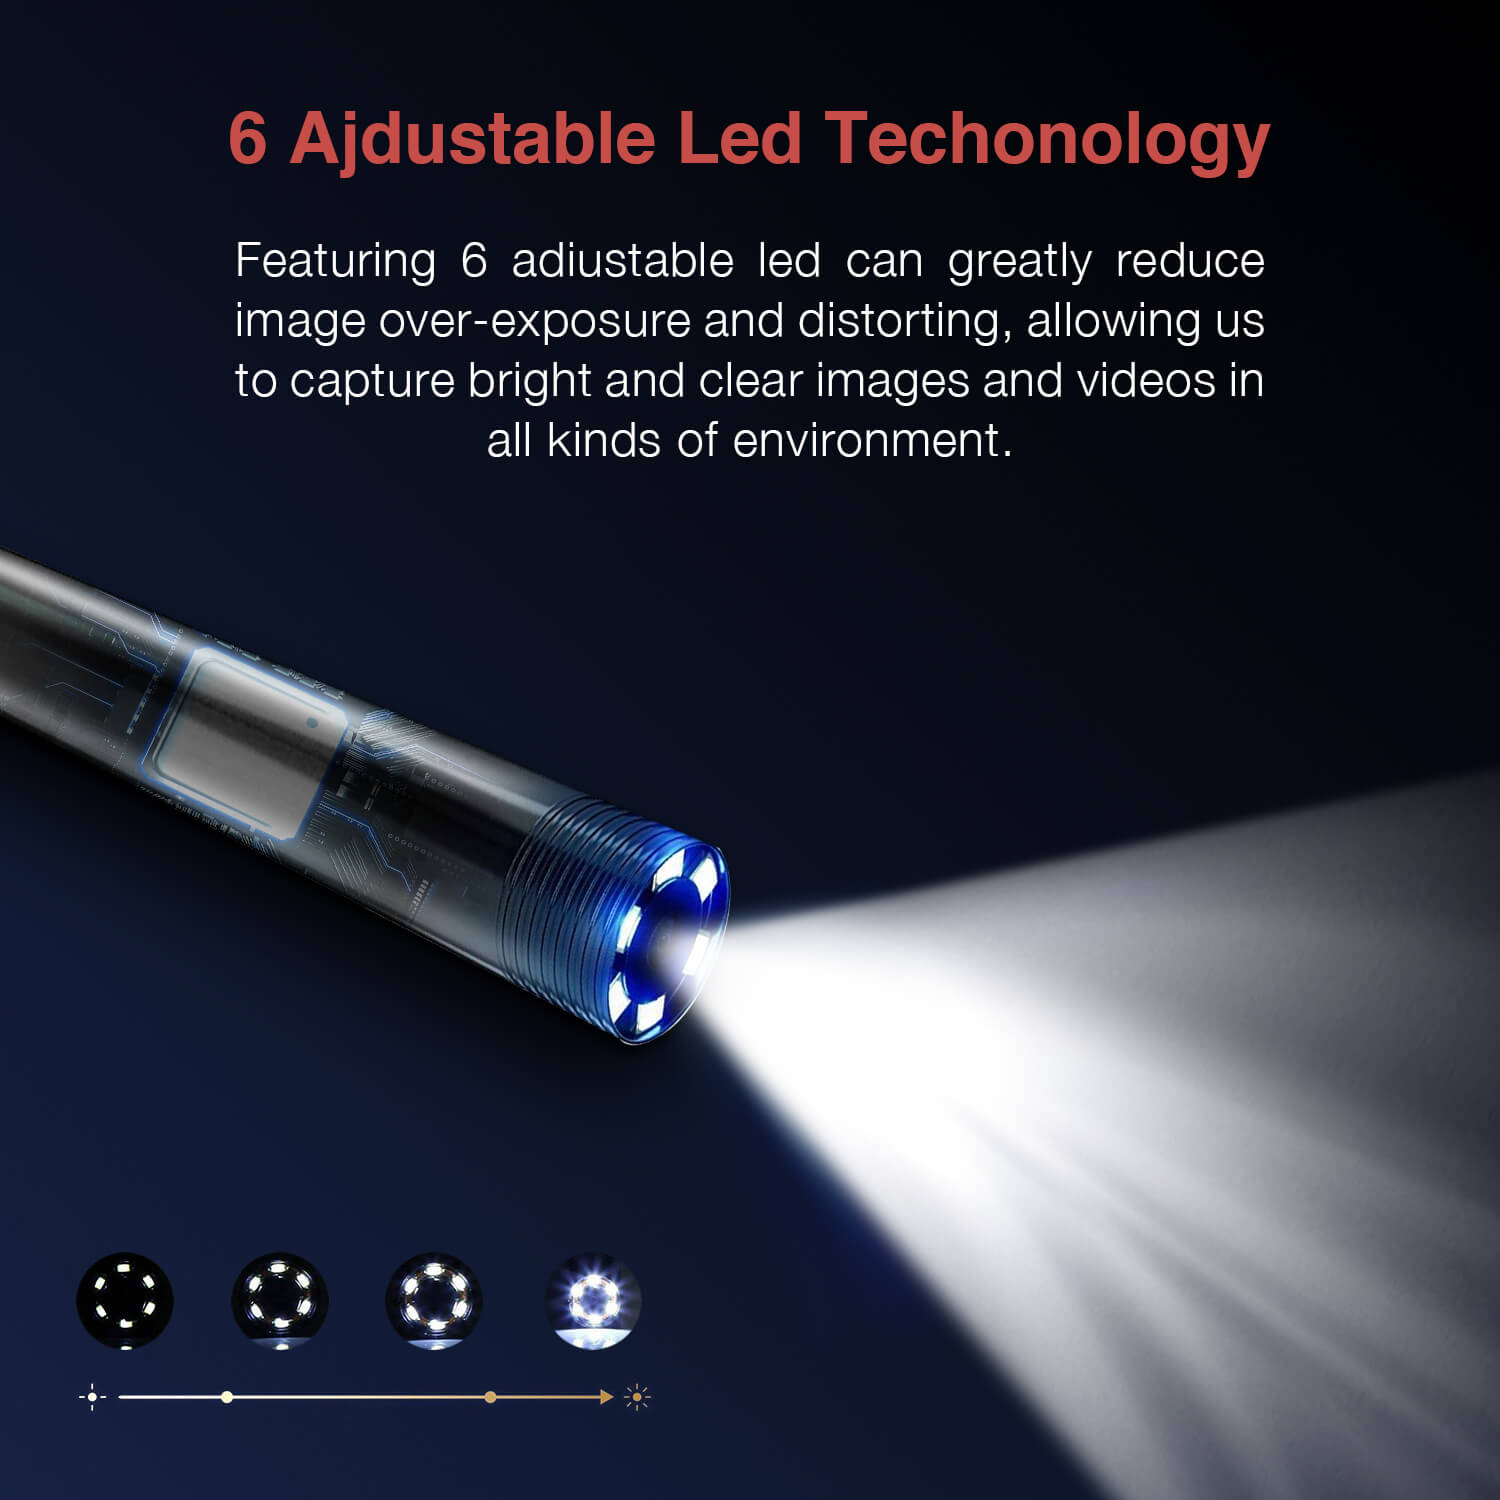 6 Ajdustable Led Techonology
Featuring 6 adiustable led can greatly reduce
image over-exposure and distorting, allowing us
to capture bright and clear images and videos in
all kinds of environment.